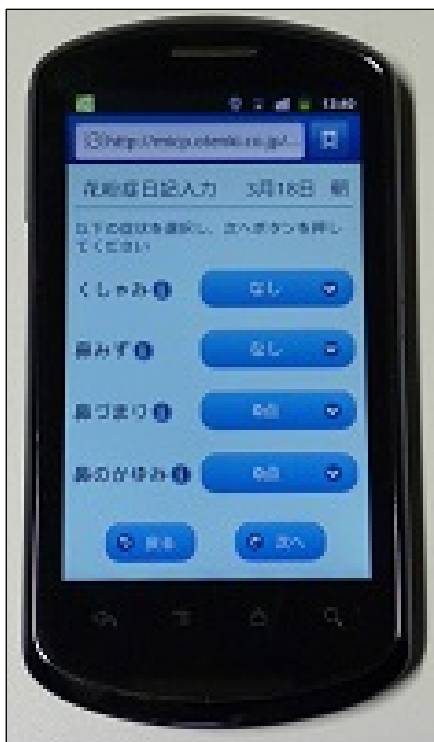 花粉症日記入力 3月18日 朝
以下の症状を選択し、次へボタンを押し
てください
くしゃみ なし
鼻みず なし
鼻づまり
鼻のかゆみ
戻る 次へ